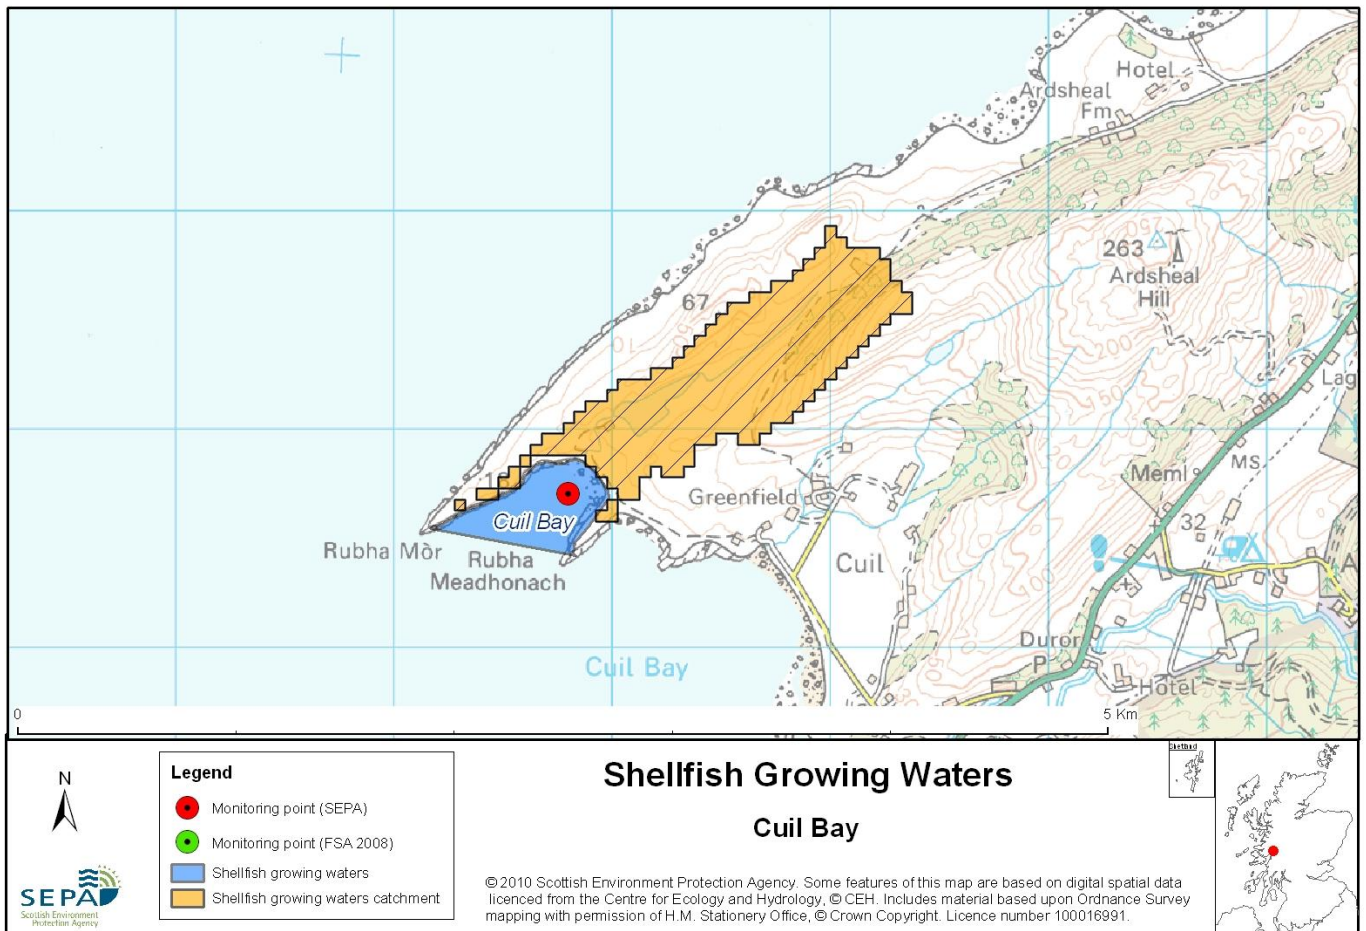 Hotel
Ardsheal
Fm
263
Ardsheal
Hill
67
200
Lag
Greenfield
Meml
MS
32
Cuil Bay
Rubha Mòr
Rubha
Meadhonach
Cuil
Duror
P
Hotel
A
Cuil Bay
0
5 Km
N
SEPA
Scottish Environment
Protection Agency
Legend
Monitoring point (SEPA)
Monitoring point (FSA 2008)
Shellfish growing waters
Shellfish growing waters catchment
Shellfish Growing Waters
Cuil Bay
© 2010 Scottish Environment Protection Agency. Some features of this map are based on digital spatial data
licenced from the Centre for Ecology and Hydrology, © CEH. Includes material based upon Ordnance Survey
mapping with permission of H.M. Stationery Office, © Crown Copyright. Licence number 100016991.
Shetland